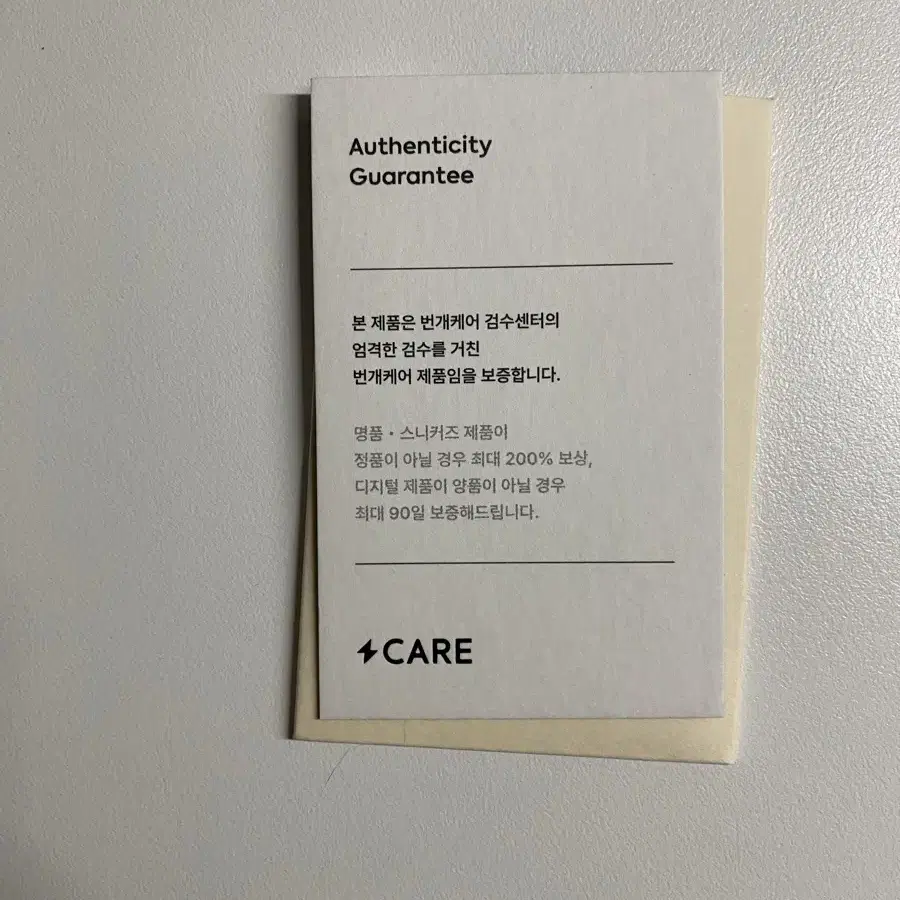 Authenticity
Guarantee
본 제품은 번개케어 검수센터의
엄격한 검수를 거친
번개케어 제품임을 보증합니다.
명품 • 스니커즈 제품이
정품이 아닐 경우 최대 200% 보상,
디지털 제품이 양품이 아닐 경우
최대 90일 보증해드립니다.
CARE